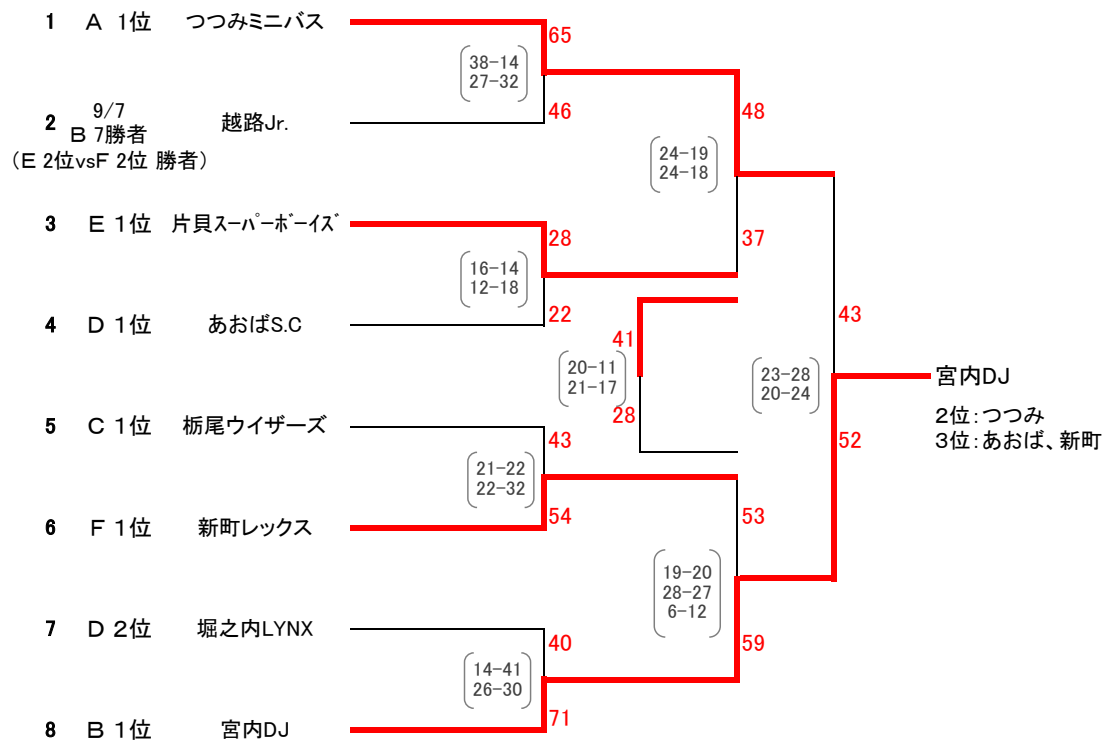 1 A 1位 つつみミニバス
65
38-14
27-32
46
2 9/7
B 7勝者
(E 2位vsF 2位 勝者)
越路Jr.
48
24-19
24-18
37
3 E 1位 片貝スーパーボーイズ
28
16-14
12-18
22
4 D 1位 あおばS.C
41
20-11
21-17
28
43
23-28
20-24
52
宮内DJ
2位:つつみ
3位:あおば、新町
5 C 1位 栃尾ウイザーズ
43
21-22
22-32
54
6 F 1位 新町レックス
53
19-20
28-27
6-12
59
7 D 2位 堀之内LYNX
40
14-41
26-30
71
8 B 1位 宮内DJ